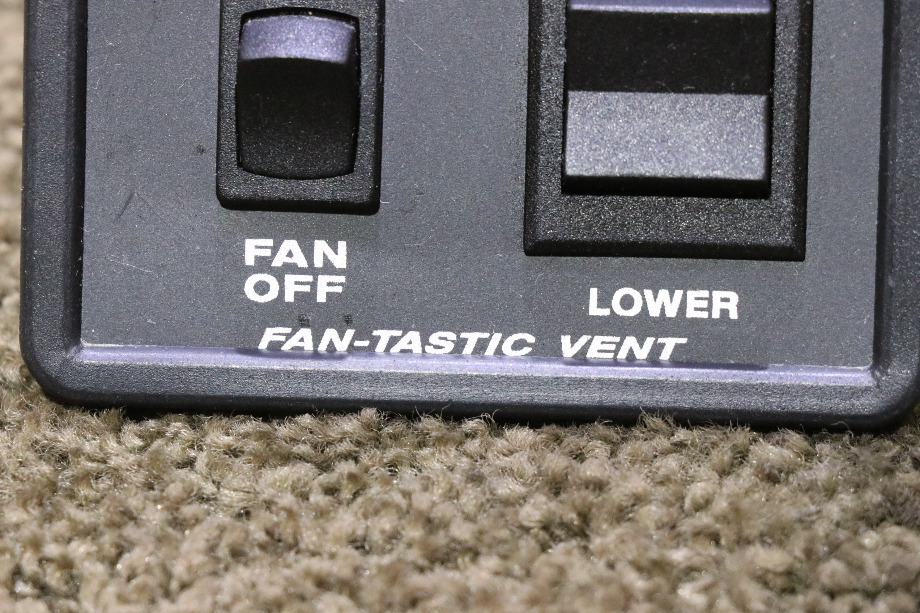 FAN
OFF
LOWER
FAN-TASTIC VENT